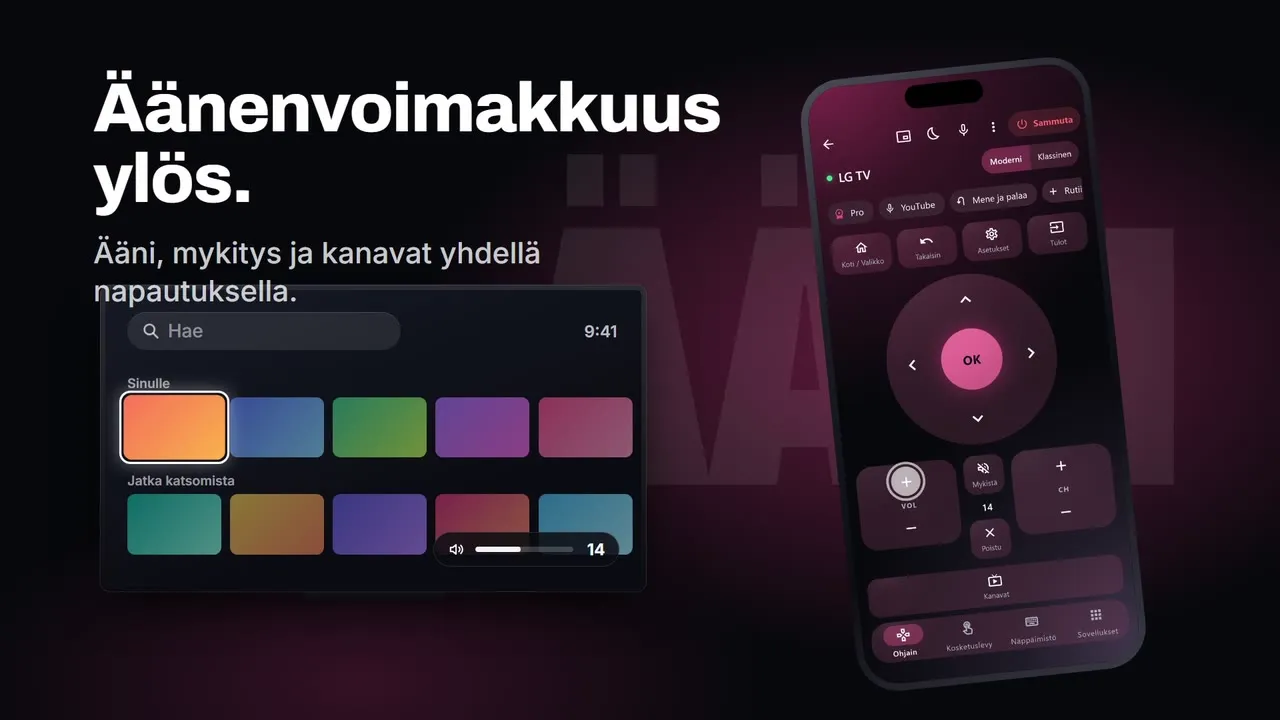 Äänenvoimakkuus
ylös.
Ääni, mykitys ja kanavat yhdellä
napautuksella.
Hae
9:41
Sinulle
Jatka katsomista
14
Sammuta
LG TV
Moderni
Klassinen
Pro
YouTube
Mene ja palaa
Koti / Valikko
Takaisin
Asetukset
Tulot
OK
VOL
Mykistä
14
Poistu
CH
Kanavat
Ohjain
Kosketuslevy
Näppäimistö
Sovellukset